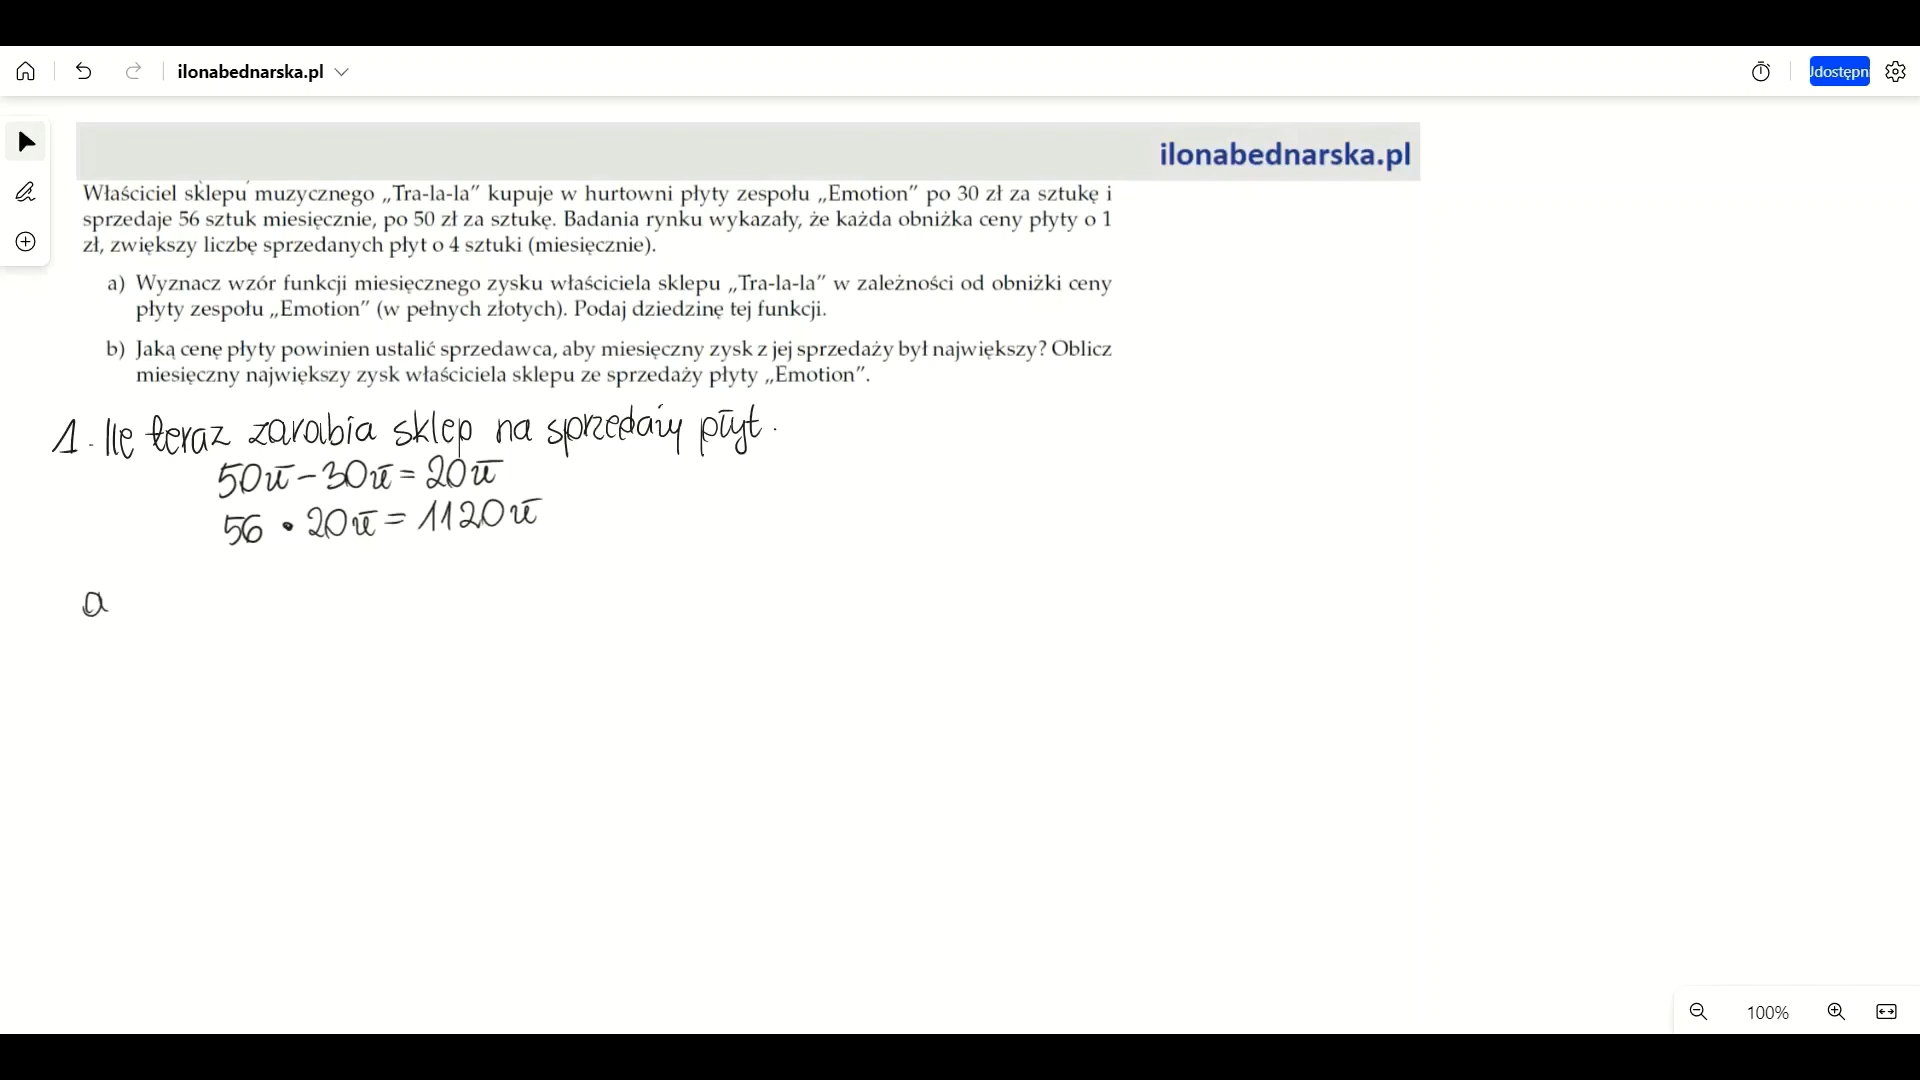 ilonabednarska.pl
Udostępni
ilonabednarska.pl
Właściciel sklepu muzycznego „Tra-la-la” kupuje w hurtowni płyty zespołu „Emotion” po 30 zł za sztukę i
sprzedaje 56 sztuk miesięcznie, po 50 zł za sztukę. Badania rynku wykazały, że każda obniżka ceny płyty o 1
zł, zwiększy liczbę sprzedanych płyt o 4 sztuki (miesięcznie).
a) Wyznacz wzór funkcji miesięcznego zysku właściciela sklepu „Tra-la-la” w zależności od obniżki ceny
płyty zespołu „Emotion” (w pełnych złotych). Podaj dziedzinę tej funkcji.
b) Jaką cenę płyty powinien ustalić sprzedawca, aby miesięczny zysk z jej sprzedaży był największy? Oblicz
miesięczny największy zysk właściciela sklepu ze sprzedaży płyty „Emotion”.
1. Ile teraz zarabia sklep na sprzedaży płyt.
50zł - 30zł = 20zł
56 • 20zł = 1120zł
a
100%